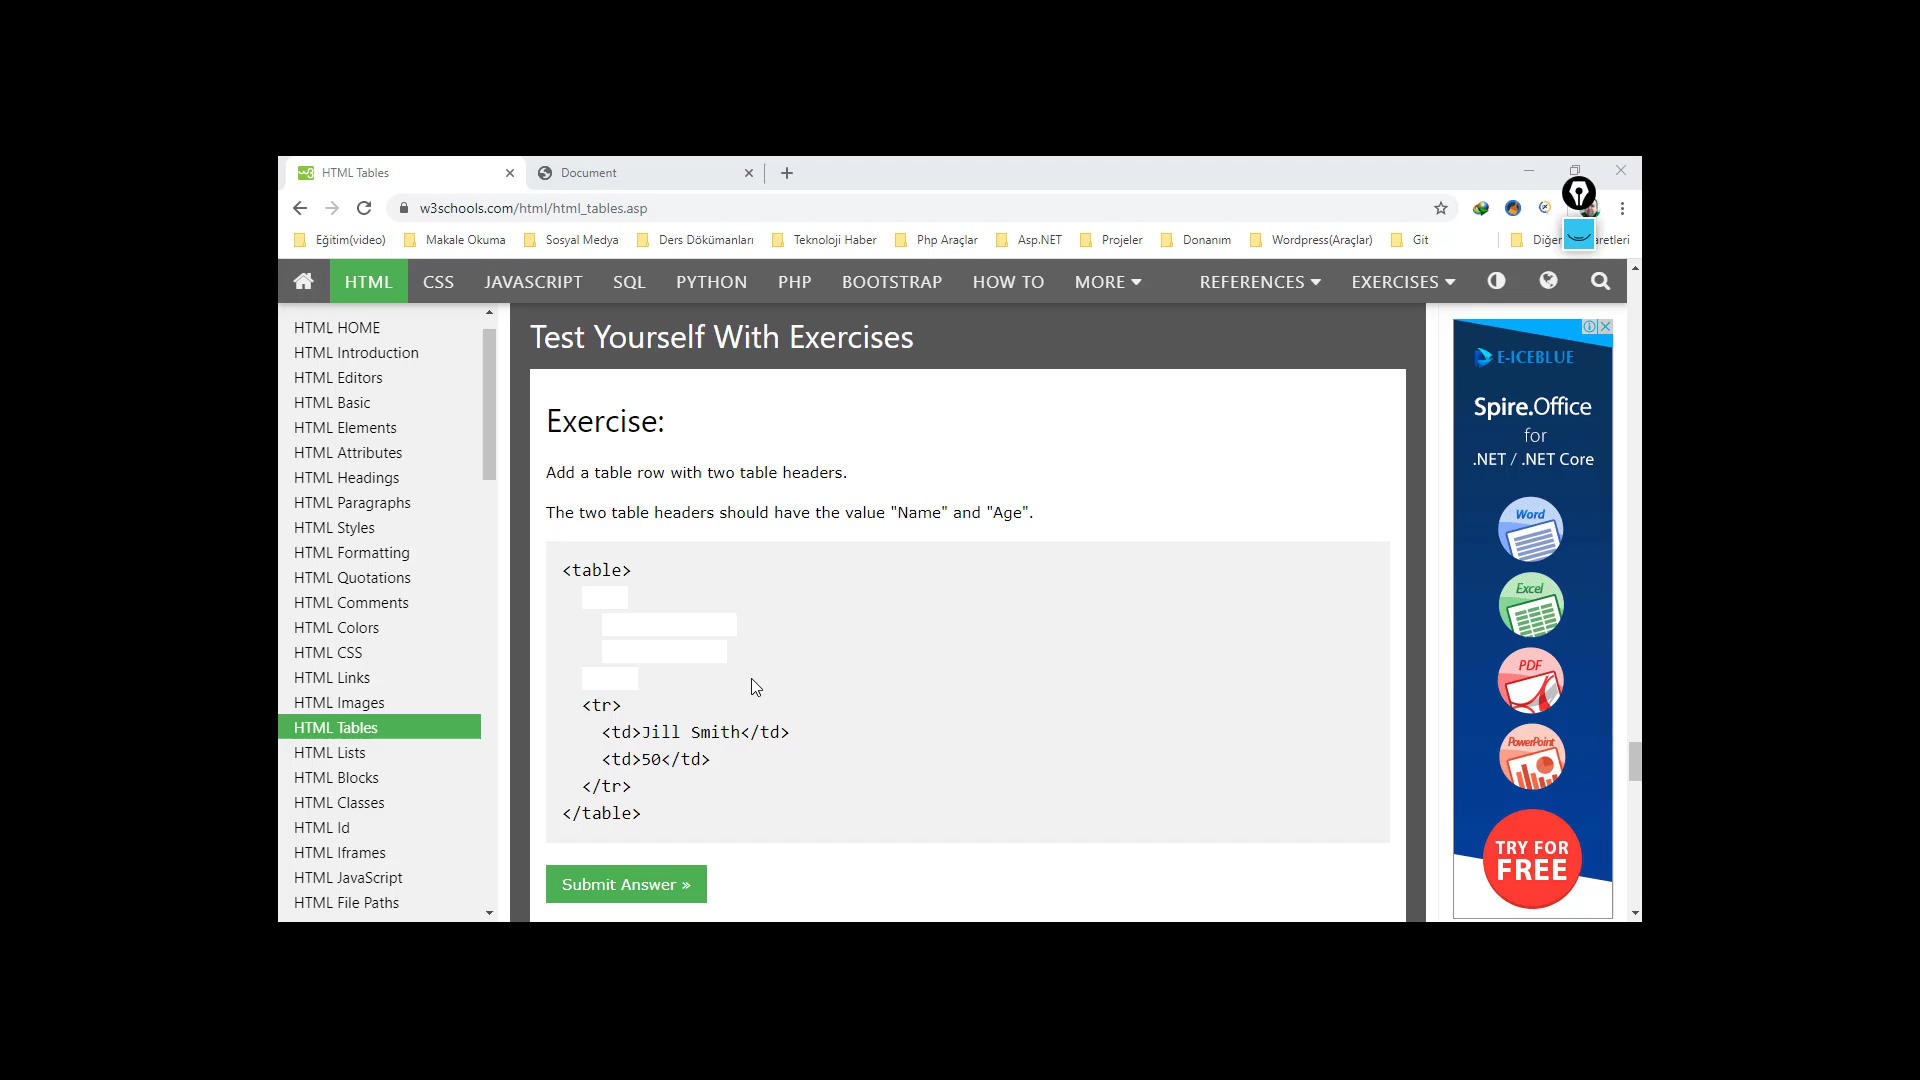 HTML Tables
Document
w3schools.com/html/html_tables.asp
Eğitim(video) Makale Okuma Sosyal Medya Ders Dökümanları Teknoloji Haber Php Araçlar Asp.NET Projeler Donanım Wordpress(Araçlar) Git Diğer aretleri
HTML CSS JAVASCRIPT SQL PYTHON PHP BOOTSTRAP HOW TO MORE REFERENCES EXERCISES
HTML HOME
HTML Introduction
HTML Editors
HTML Basic
HTML Elements
HTML Attributes
HTML Headings
HTML Paragraphs
HTML Styles
HTML Formatting
HTML Quotations
HTML Comments
HTML Colors
HTML CSS
HTML Links
HTML Images
HTML Tables
HTML Lists
HTML Blocks
HTML Classes
HTML Id
HTML Iframes
HTML JavaScript
HTML File Paths
Test Yourself With Exercises
Exercise:
Add a table row with two table headers.
The two table headers should have the value "Name" and "Age".
<table>
<tr>
<td>Jill Smith</td>
<td>50</td>
</tr>
</table>
Submit Answer »
E-ICEBLUE
Spire.Office
for
.NET / .NET Core
Word
Excel
PDF
PowerPoint
TRY FOR
FREE